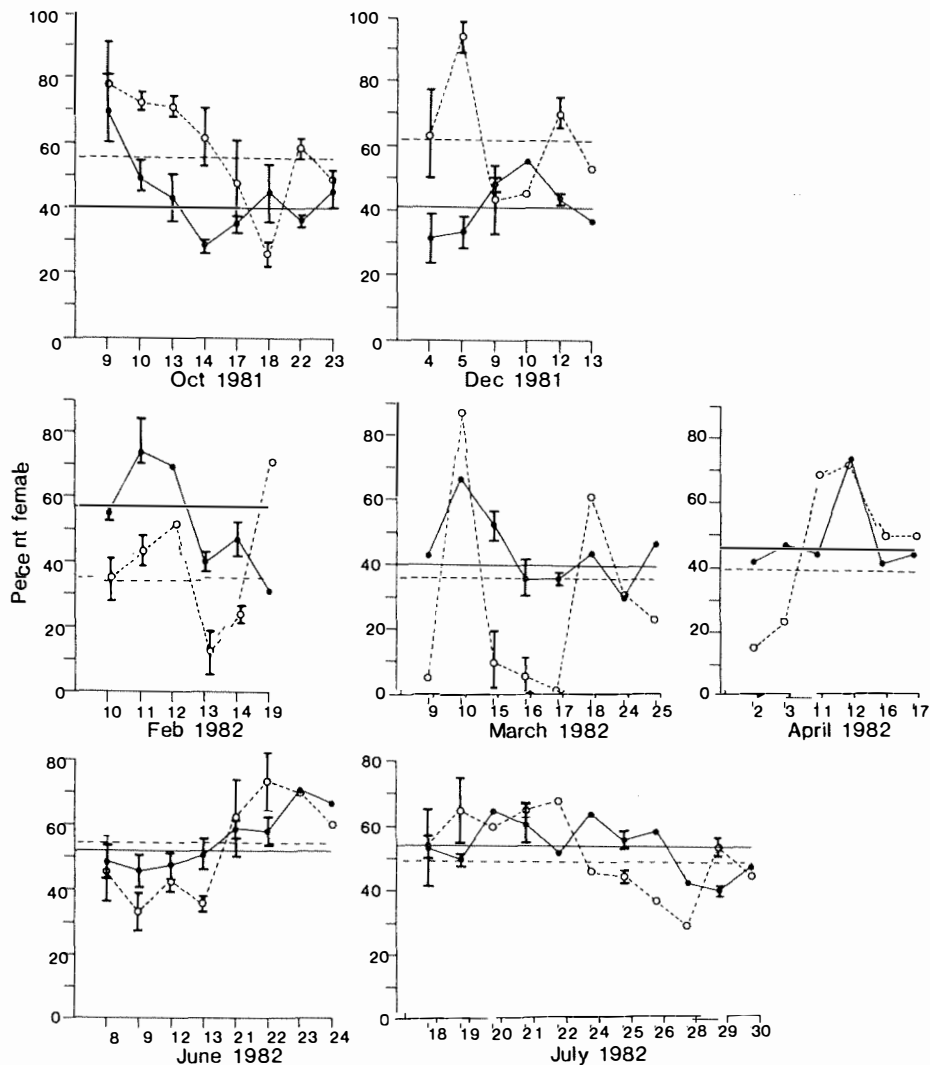 100
80
60
40
20
0
9 10 13 14 17 18 22 23
Oct 1981
100
80
60
40
20
0
4 5 9 10 12 13
Dec 1981
Percent female
80
60
40
20
0
10 11 12 13 14 19
Feb 1982
80
60
40
20
0
9 10 15 16 17 18 24 25
March 1982
80
60
40
20
0
2 3 11 12 16 17
April 1982
80
60
40
20
0
8 9 12 13 21 22 23 24
June 1982
80
60
40
20
0
18 19 20 21 22 24 25 26 28 29 30
July 1982